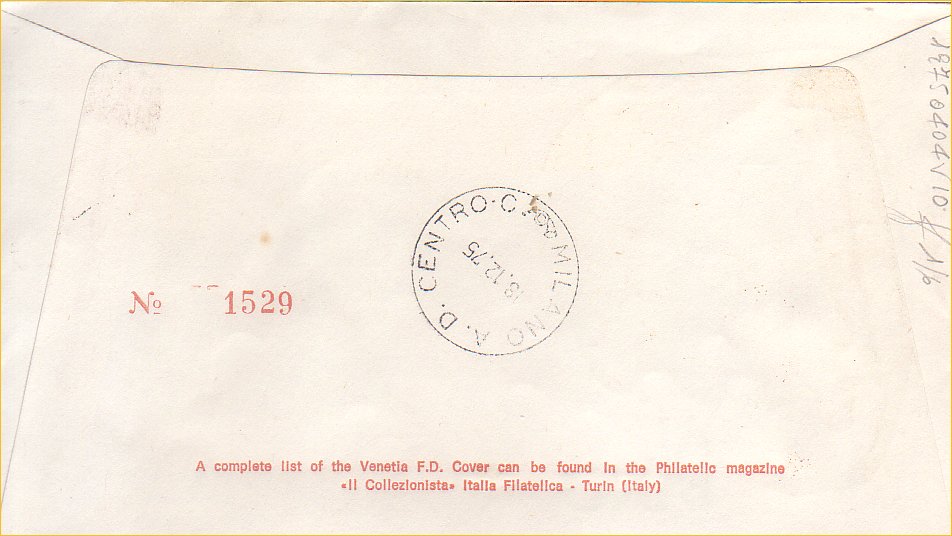 A. D. CENTRO-C. MILANO
18.12.75
No 1529
A complete list of the Venetia F.D. Cover can be found in the Philatelic magazine
«Il Collezionista» Italia Filatelica - Turin (Italy)